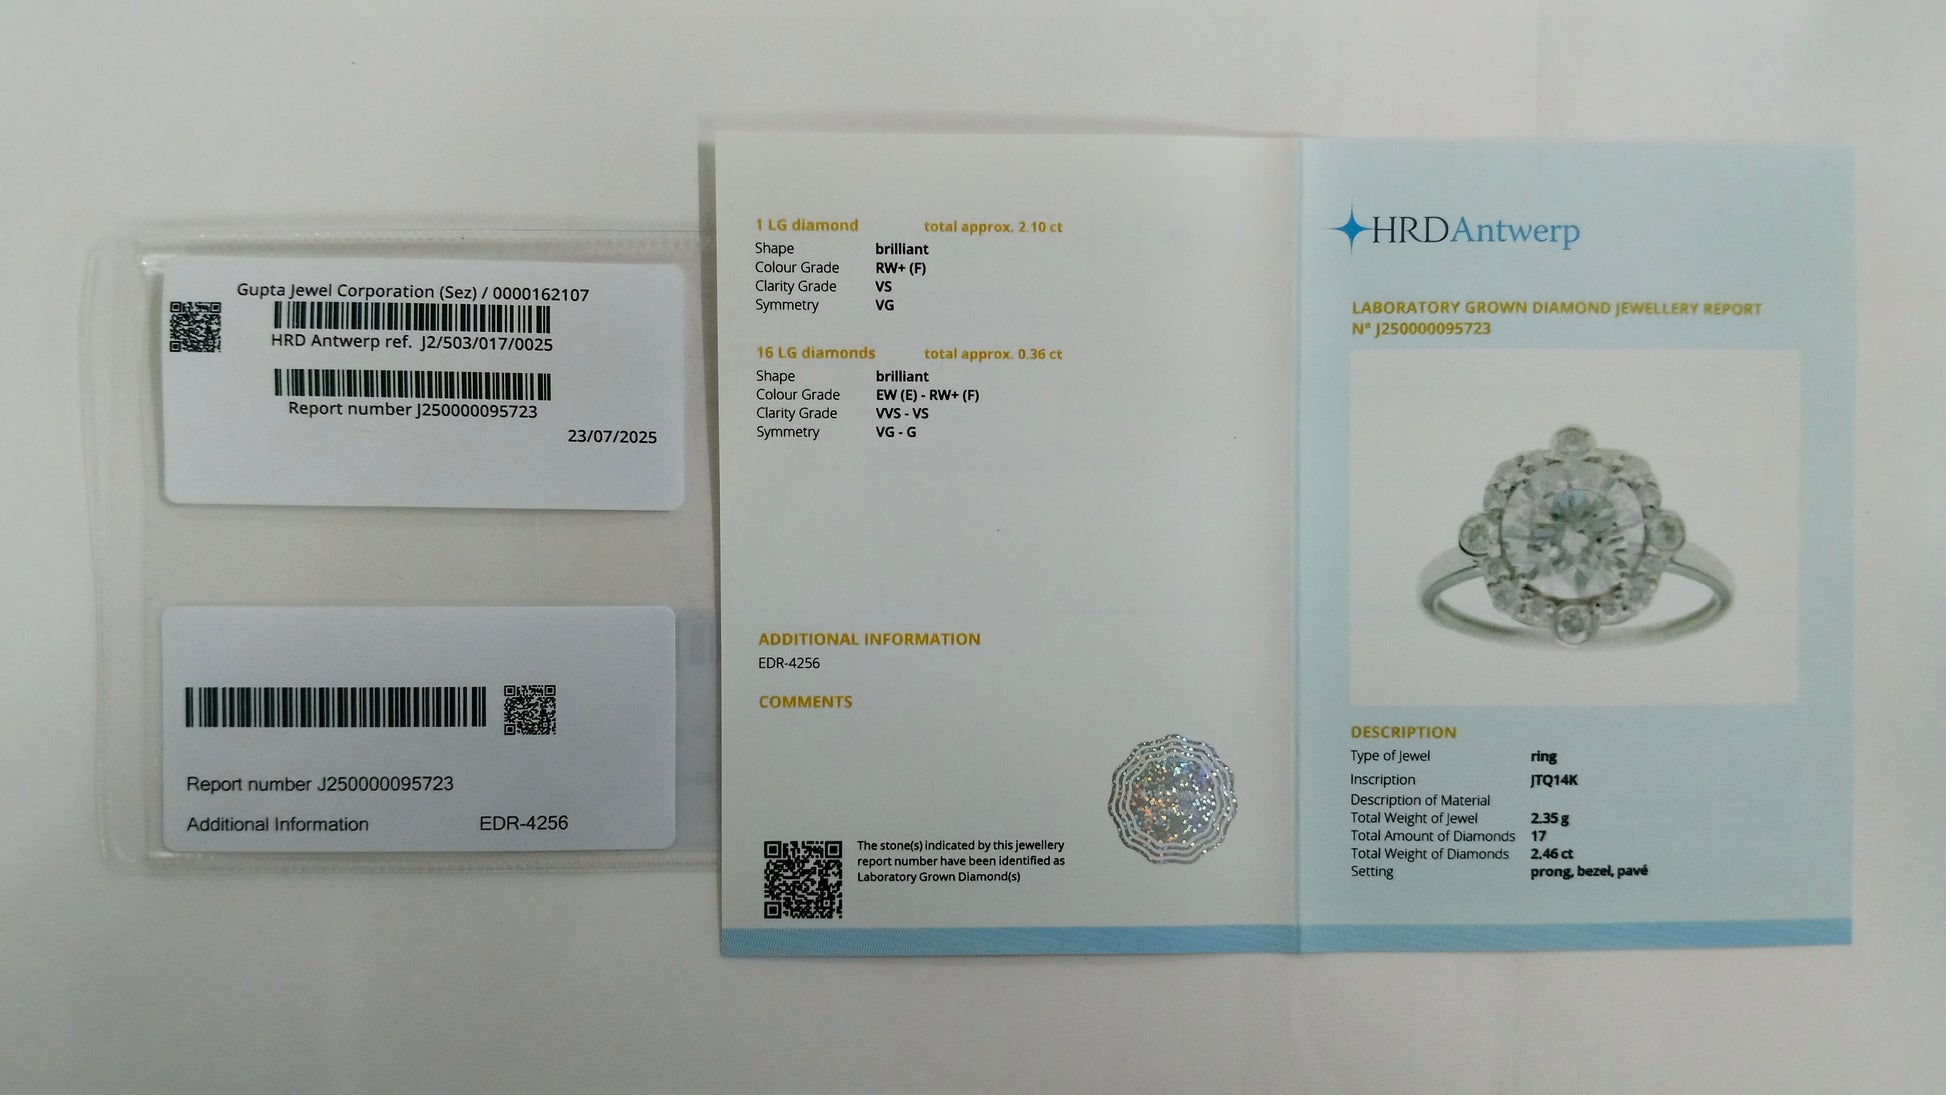 Gupta Jewel Corporation (Sez) / 0000162107
HRD Antwerp ref. J2/503/017/0025
Report number J250000095723
23/07/2025
Report number J250000095723
Additional Information EDR-4256
1 LG diamond total approx. 2.10 ct
Shape brilliant
Colour Grade RW+ (F)
Clarity Grade VS
Symmetry VG
16 LG diamonds total approx. 0.36 ct
Shape brilliant
Colour Grade EW (E) - RW+ (F)
Clarity Grade VVS - VS
Symmetry VG - G
ADDITIONAL INFORMATION
EDR-4256
COMMENTS
The stone(s) indicated by this jewellery
report number have been identified as
Laboratory Grown Diamond(s)
HRDAntwerp
LABORATORY GROWN DIAMOND JEWELLERY REPORT
N° J250000095723
DESCRIPTION
Type of Jewel ring
Inscription JTQ14K
Description of Material
Total Weight of Jewel 2.35 g
Total Amount of Diamonds 17
Total Weight of Diamonds 2.46 ct
Setting prong, bezel, pavé